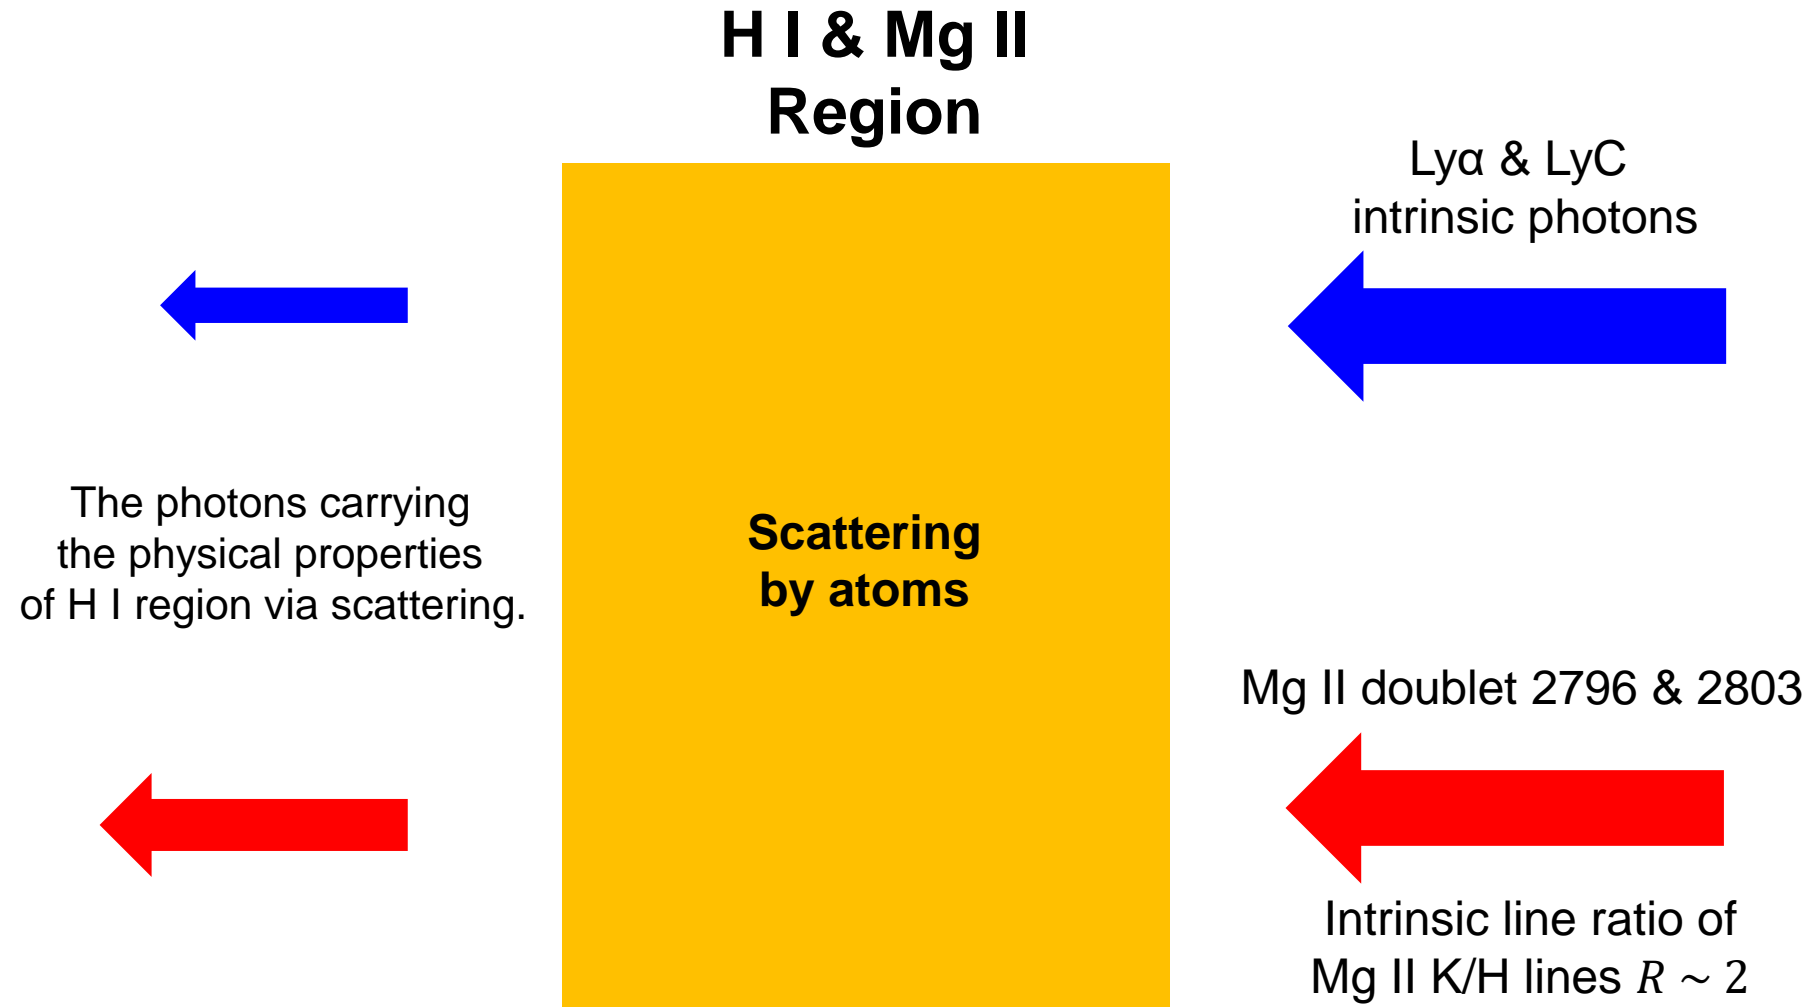 H I & Mg II
Region
Lyα & LyC
intrinsic photons
The photons carrying
the physical properties
of H I region via scattering.
Scattering
by atoms
Mg II doublet 2796 & 2803
Intrinsic line ratio of
Mg II K/H lines R ~ 2